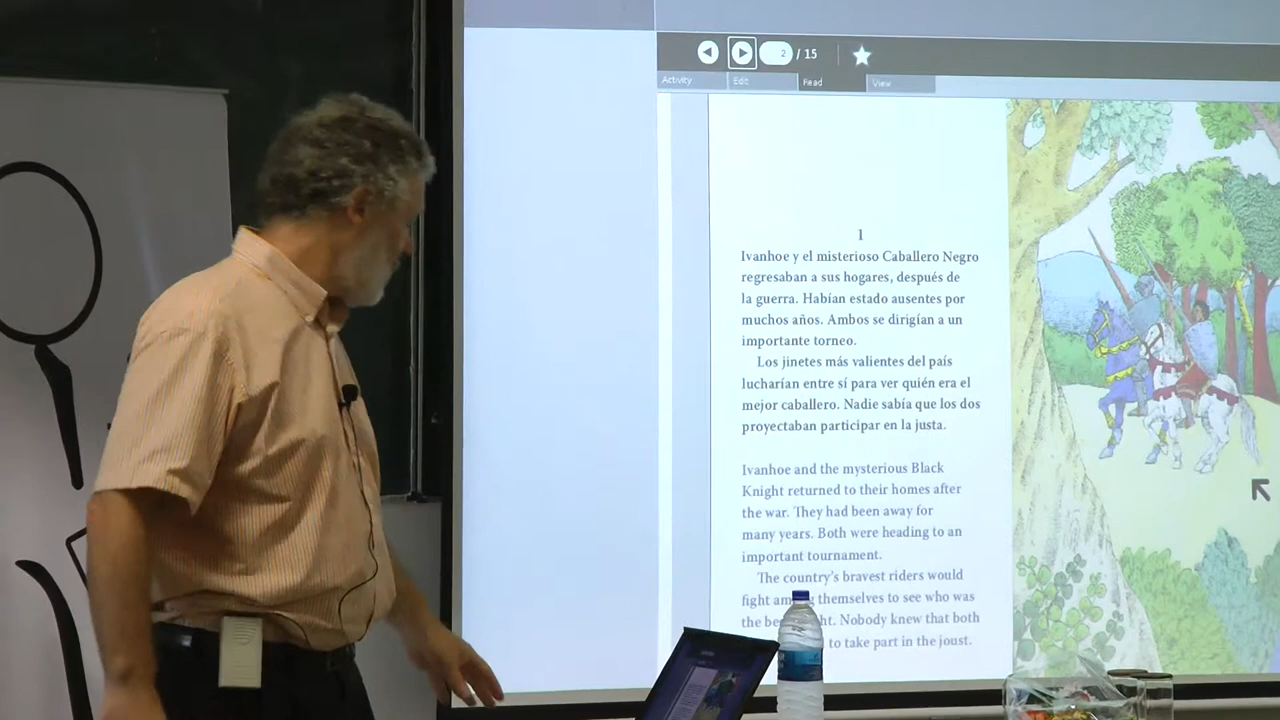 2 / 15
Activity Edit Read View
1
Ivanhoe y el misterioso Caballero Negro
regresaban a sus hogares, después de
la guerra. Habían estado ausentes por
muchos años. Ambos se dirigían a un
importante torneo.
Los jinetes más valientes del país
lucharían entre sí para ver quién era el
mejor caballero. Nadie sabía que los dos
proyectaban participar en la justa.
Ivanhoe and the mysterious Black
Knight returned to their homes after
the war. They had been away for
many years. Both were heading to an
important tournament.
The country's bravest riders would
fight themselves to see who was
the Nobody knew that both
to take part in the joust.